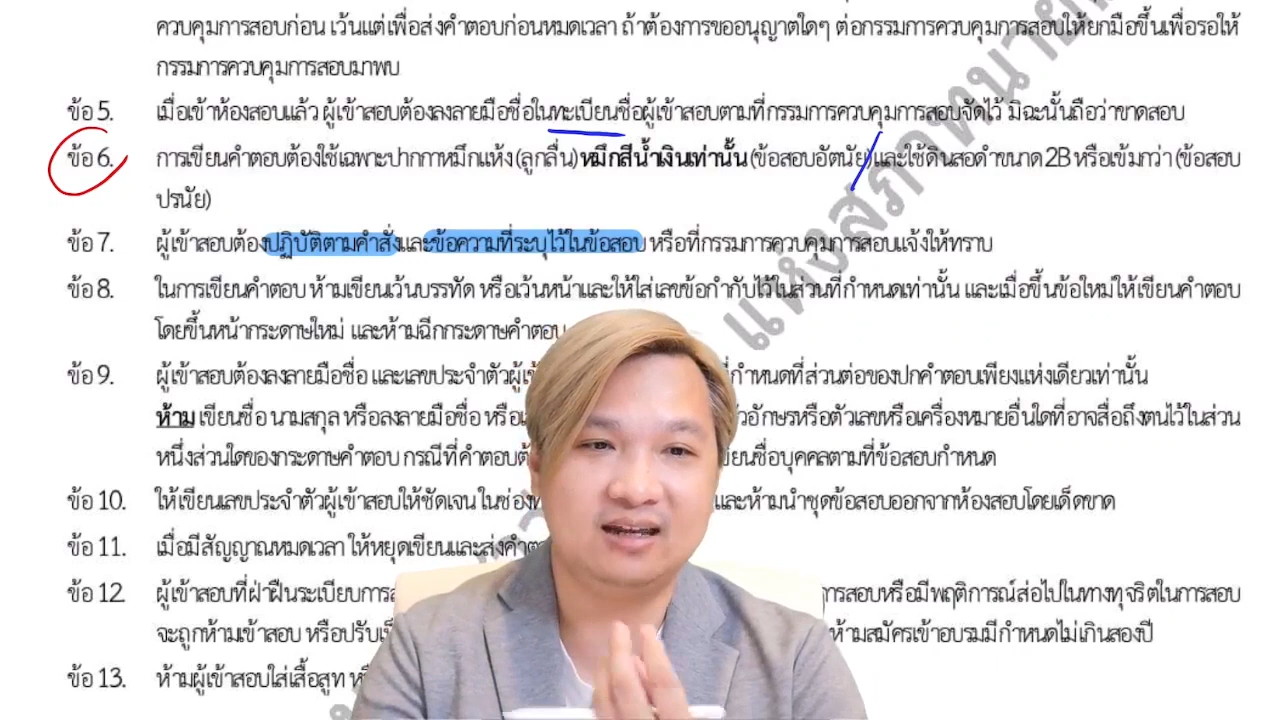 ควบคุมการสอบก่อน เว้นแต่เพื่อส่งคำตอบก่อนหมดเวลา ถ้าต้องการขออนุญาตใดๆ ต่อกรรมการควบคุมการสอบให้ยกมือขึ้นเพื่อรอให้
กรรมการควบคุมการสอบมาพบ
ข้อ 5. เมื่อเข้าห้องสอบแล้ว ผู้เข้าสอบต้องลงลายมือชื่อในทะเบียนชื่อผู้เข้าสอบตามที่กรรมการควบคุมการสอบจัดไว้ มิฉะนั้นถือว่าขาดสอบ
ข้อ 6. การเขียนคำตอบต้องใช้เฉพาะปากกาหมึกแห้ง (ลูกลื่น) หมึกสีน้ำเงินเท่านั้น (ข้อสอบอัตนัย) และใช้ดินสอดำขนาด 2B หรือเข้มกว่า (ข้อสอบ
ปรนัย)
ข้อ 7. ผู้เข้าสอบต้องปฏิบัติตามคำสั่งและข้อความที่ระบุไว้ในข้อสอบ หรือที่กรรมการควบคุมการสอบแจ้งให้ทราบ
ข้อ 8. ในการเขียนคำตอบ ห้ามเขียนเว้นบรรทัด หรือเว้นหน้าและให้ใส่เลขข้อกำกับไว้ในส่วนที่กำหนดเท่านั้น และเมื่อขึ้นข้อใหม่ให้เขียนคำตอบ
โดยขึ้นหน้ากระดาษใหม่ และห้ามฉีกกระดาษคำตอบ
ข้อ 9. ผู้เข้าสอบต้องลงลายมือชื่อ และเลขประจำตัวผู้ ที่กำหนดที่ส่วนต่อของปกคำตอบเพียงแห่งเดียวเท่านั้น
ห้าม เขียนชื่อ นามสกุล หรือลงลายมือชื่อ ตัวอักษรหรือตัวเลขหรือเครื่องหมายอื่นใดที่อาจสื่อถึงตนไว้ในส่วน
หนึ่งส่วนใดของกระดาษคำตอบ กรณีที่คำตอบ เขียนชื่อบุคคลตามที่ข้อสอบกำหนด
ข้อ 10. ให้เขียนเลขประจำตัวผู้เข้าสอบให้ชัดเจน ในช่อง และห้ามนำชุดข้อสอบออกจากห้องสอบโดยเด็ดขาด
ข้อ 11. เมื่อมีสัญญาณหมดเวลา ให้หยุดเขียนและส่ง
ข้อ 12. ผู้เข้าสอบที่ฝ่าฝืนระเบียบการ การสอบหรือมีพฤติการณ์ส่อไปในทางทุจริตในการสอบ
จะถูกห้ามเข้าสอบ หรือปรับ ห้ามสมัครเข้าอบรมมีกำหนดไม่เกินสองปี
ข้อ 13. ห้ามผู้เข้าสอบใส่เสื้อสูท
แห่งสภาทนาย